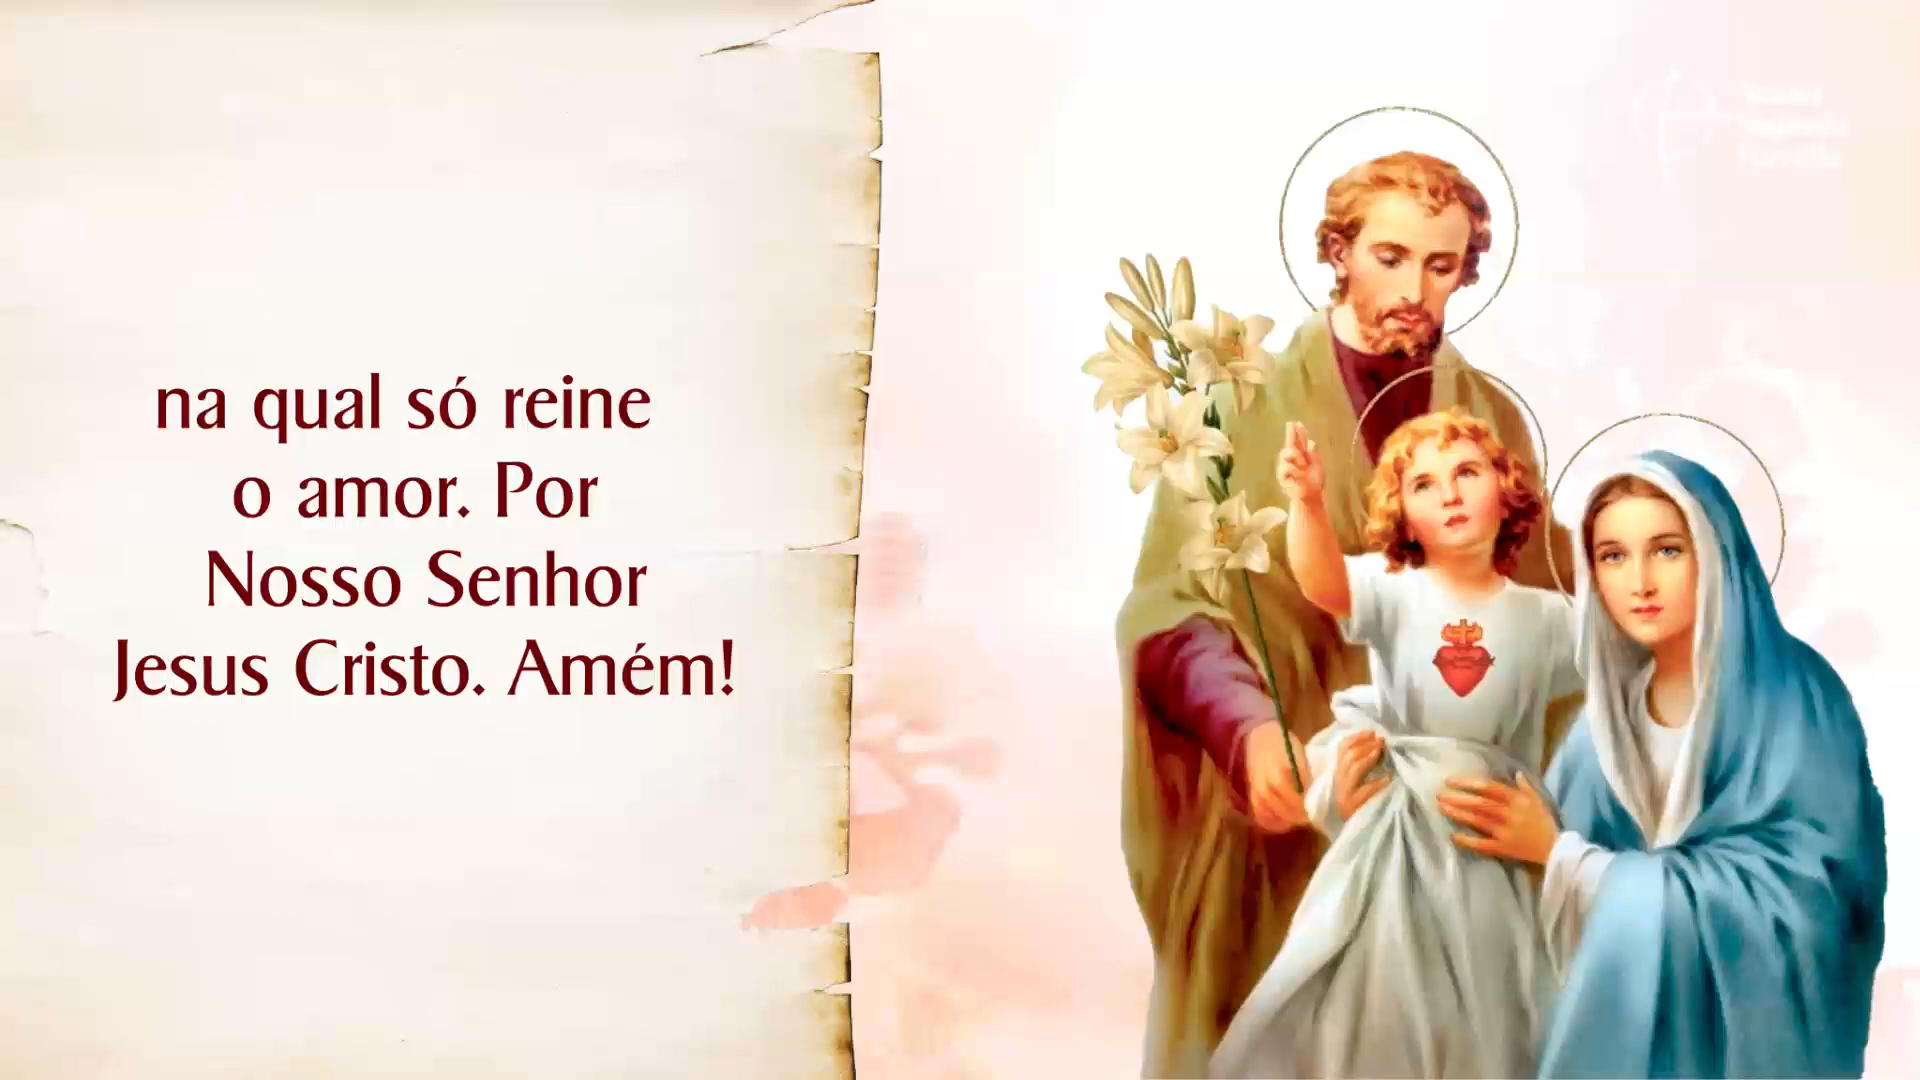 na qual só reine
o amor. Por
Nosso Senhor
Jesus Cristo. Amém!